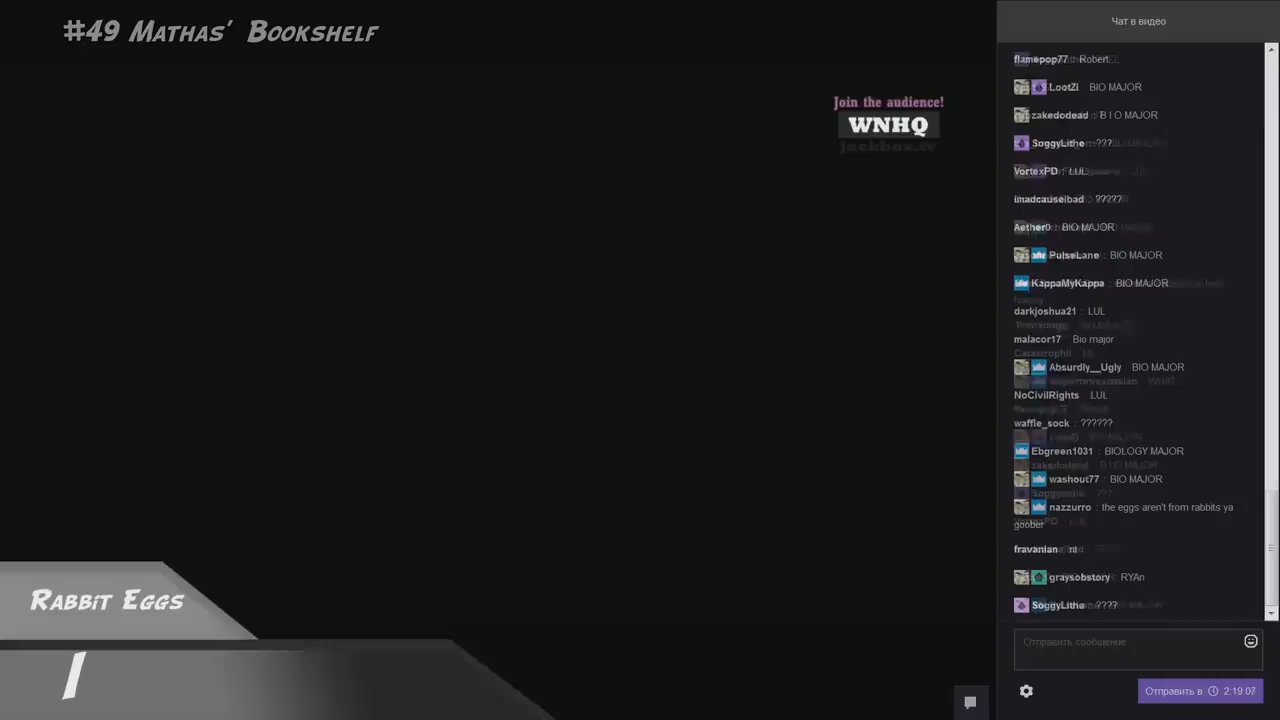 #49 Mathas' Bookshelf
Join the audience!
WNHQ
jackbox.tv
Rabbit Eggs
Чат в видео
flamepop77 Robert...
LootZi BIO MAJOR
zakedodead B I O MAJOR
SoggyLithe ????
VortexPD : LUL
imadcauseibad : ?????
Aether0 : BIO MAJOR
PulseLane : BIO MAJOR
KappaMyKappa BIO MAJOR
darkjoshua21 : LUL
malacor17 Bio major
Absurdly__Ugly BIO MAJOR
NoCivilRights LUL
waffle_sock : ??????
Ebgreen1031 : BIOLOGY MAJOR
washout77 BIO MAJOR
nazzurro : the eggs aren't from rabbits ya
goober
fravanian
graysobstory : RYAn
SoggyLithe ????
Отправить сообщение
Отправить в 2:19:07